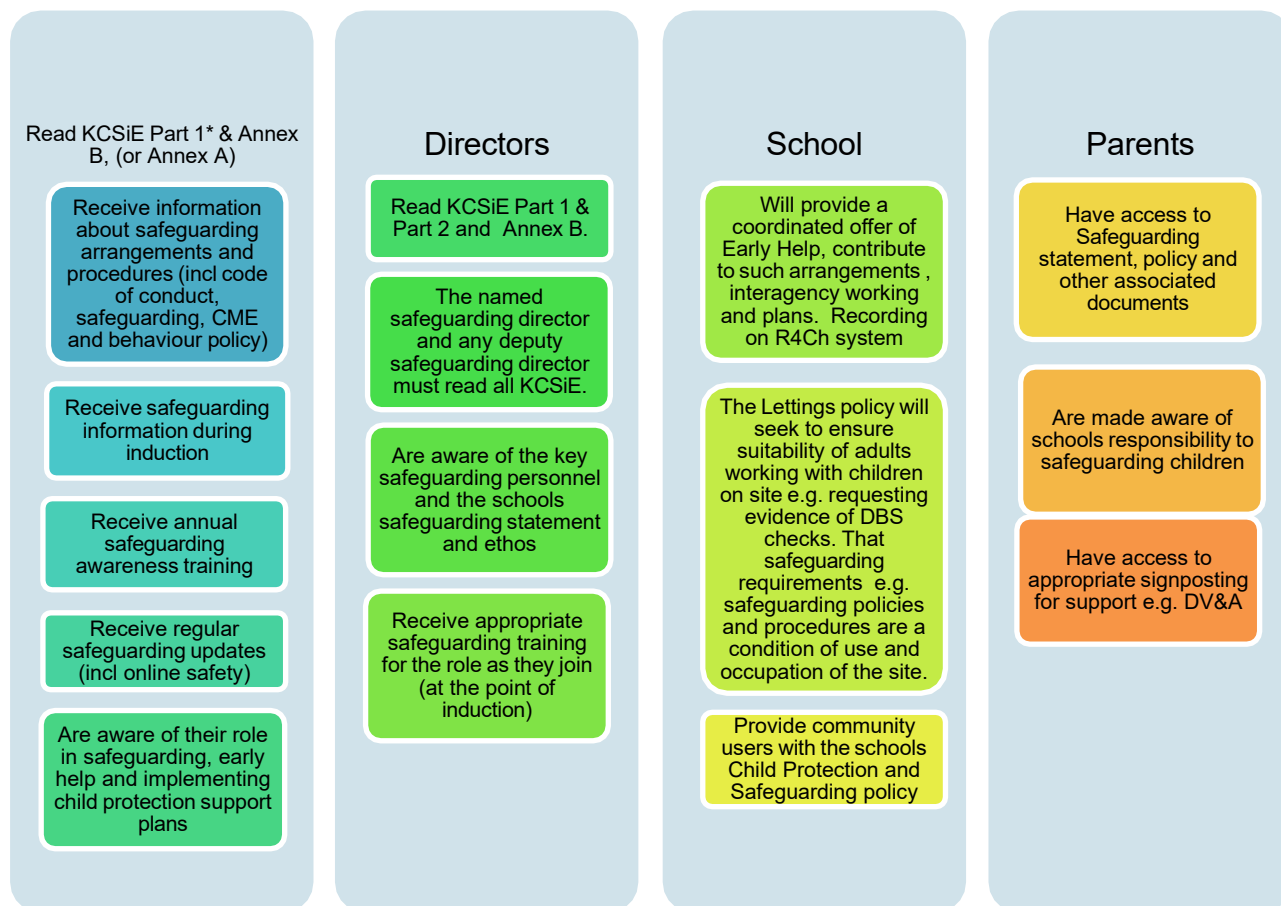 Read KCSiE Part 1* & Annex
B, (or Annex A)
Receive information
about safeguarding
arrangements and
procedures (incl code
of conduct,
safeguarding, CME
and behaviour policy)
Receive safeguarding
information during
induction
Receive annual
safeguarding
awareness training
Receive regular
safeguarding updates
(incl online safety)
Are aware of their role
in safeguarding, early
help and implementing
child protection support
plans
Directors
Read KCSiE Part 1 &
Part 2 and Annex B.
The named
safeguarding director
and any deputy
safeguarding director
must read all KCSiE.
Are aware of the key
safeguarding personnel
and the schools
safeguarding statement
and ethos
Receive appropriate
safeguarding training
for the role as they join
(at the point of
induction)
School
Will provide a
coordinated offer of
Early Help, contribute
to such arrangements ,
interagency working
and plans. Recording
on R4Ch system
The Lettings policy will
seek to ensure
suitability of adults
working with children
on site e.g. requesting
evidence of DBS
checks. That
safeguarding
requirements e.g.
safeguarding policies
and procedures are a
condition of use and
occupation of the site.
Provide community
users with the schools
Child Protection and
Safeguarding policy
Parents
Have access to
Safeguarding
statement, policy and
other associated
documents
Are made aware of
schools responsibility to
safeguarding children
Have access to
appropriate signposting
for support e.g. DV&A